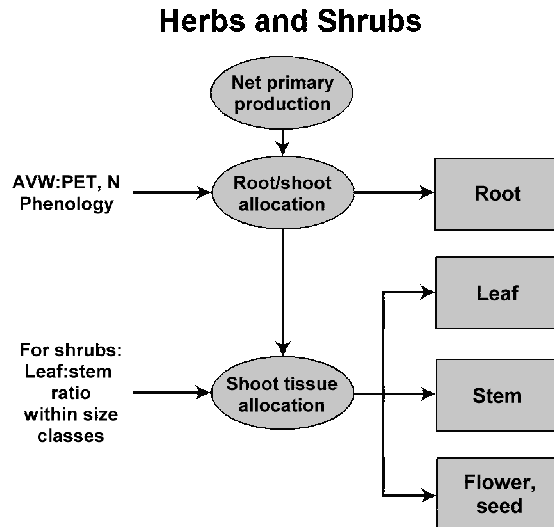 Herbs and Shrubs
Net primary
production
AVW:PET, N
Phenology
Root/shoot
allocation
Root
Leaf
For shrubs:
Leaf:stem
ratio
within size
classes
Shoot tissue
allocation
Stem
Flower,
seed